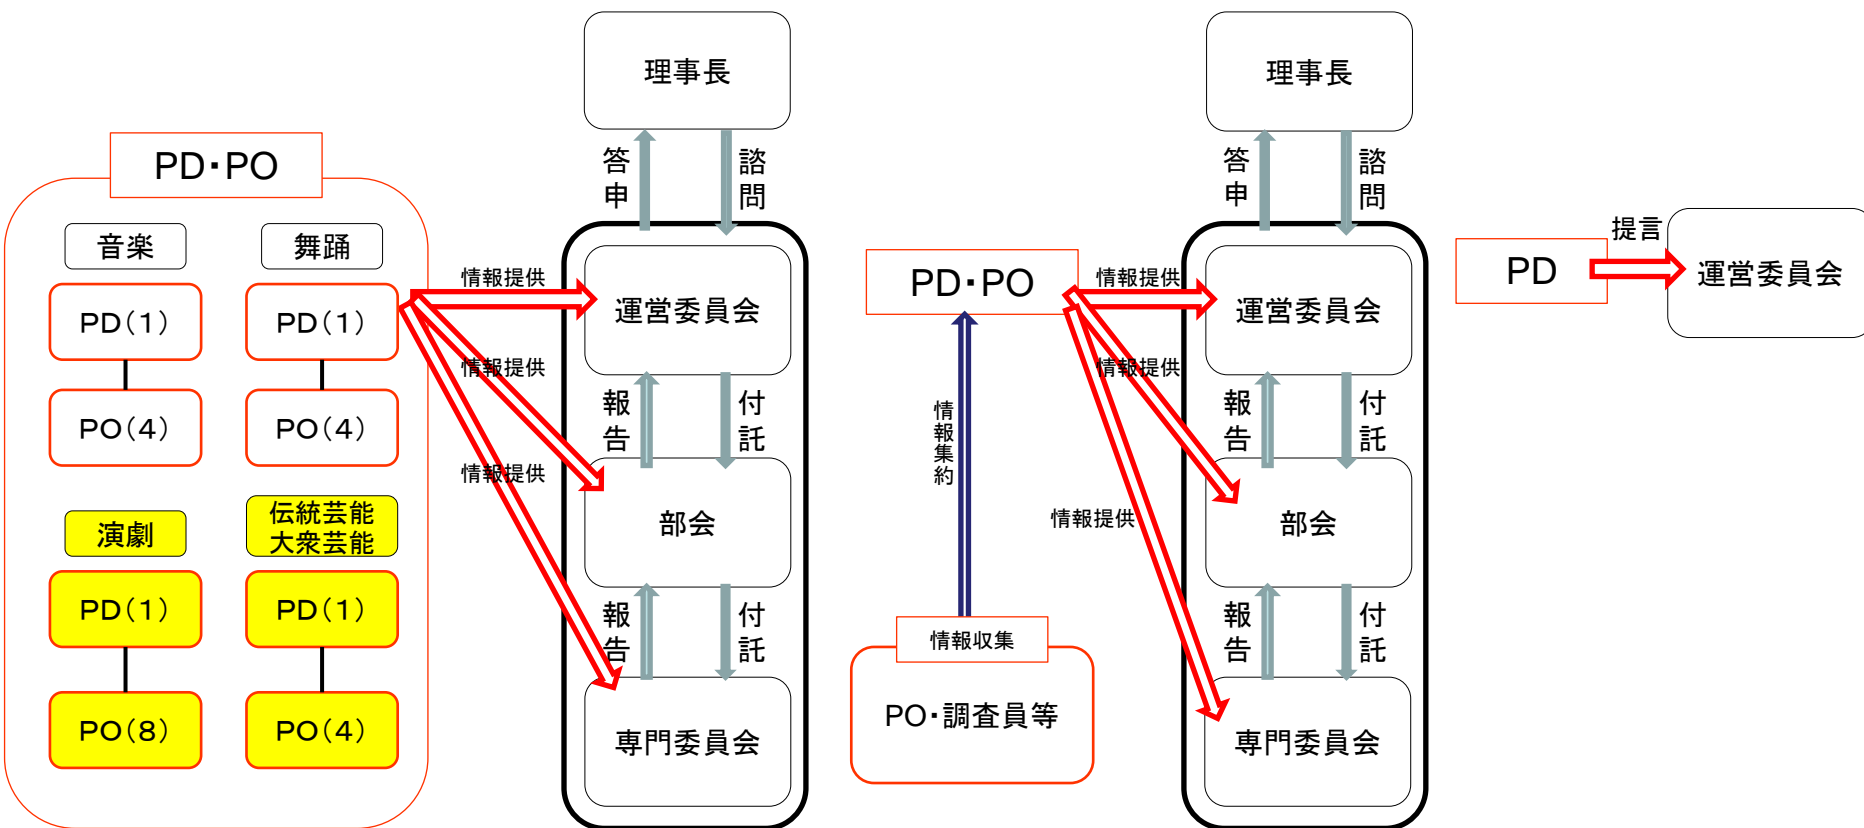 PD・PO
音楽
PD(1)
PO(4)
舞踊
PD(1)
PO(4)
演劇
PD(1)
PO(8)
伝統芸能
大衆芸能
PD(1)
PO(4)
情報提供
情報提供
情報提供
理事長
答申
諮問
運営委員会
報告
付託
部会
報告
付託
専門委員会
PD・PO
情報集約
情報収集
PO・調査員等
情報提供
情報提供
情報提供
理事長
答申
諮問
運営委員会
報告
付託
部会
報告
付託
専門委員会
PD
提言
運営委員会